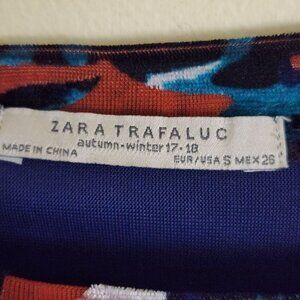 ZARA TRAFALUC
autumn-winter 17-18
MADE IN CHINA
EUR/USA S MEX 26